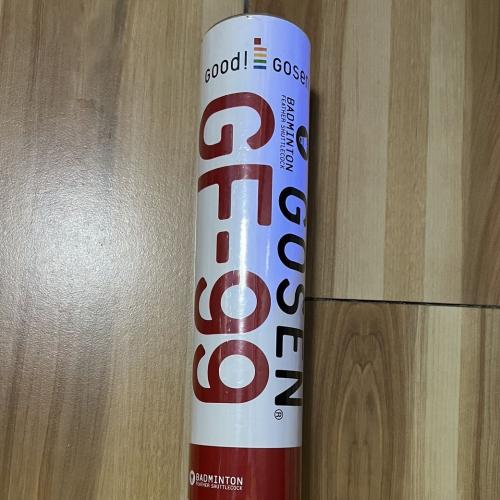 Good!
GOSEN
BADMINTON
FEATHER SHUTTLECOCK
GOSEN®
GF-99
BADMINTON
FEATHER SHUTTLECOCK